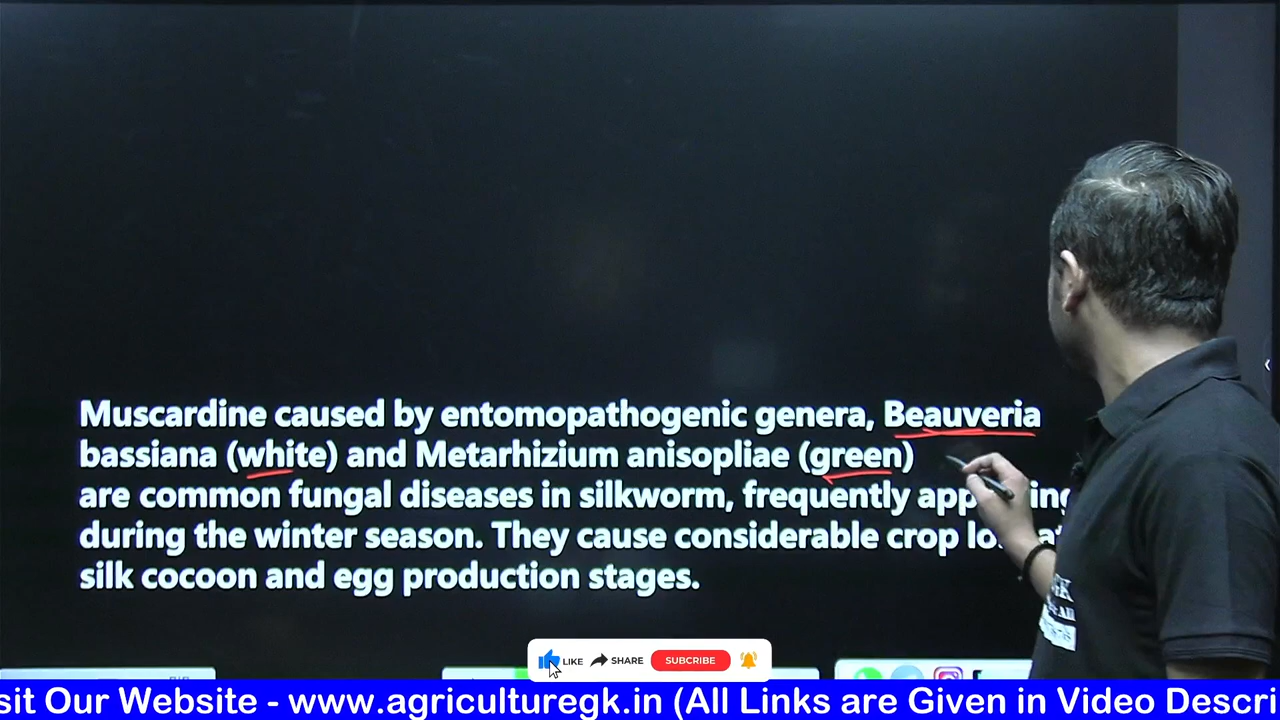 Muscardine caused by entomopathogenic genera, Beauveria
bassiana (white) and Metarhizium anisopliae (green)
are common fungal diseases in silkworm, frequently
during the winter season. They cause considerable crop
silk cocoon and egg production stages.
LIKE SHARE SUBCRIBE
sit Our Website - www.agriculturegk.in (All Links are Given in Video Descri